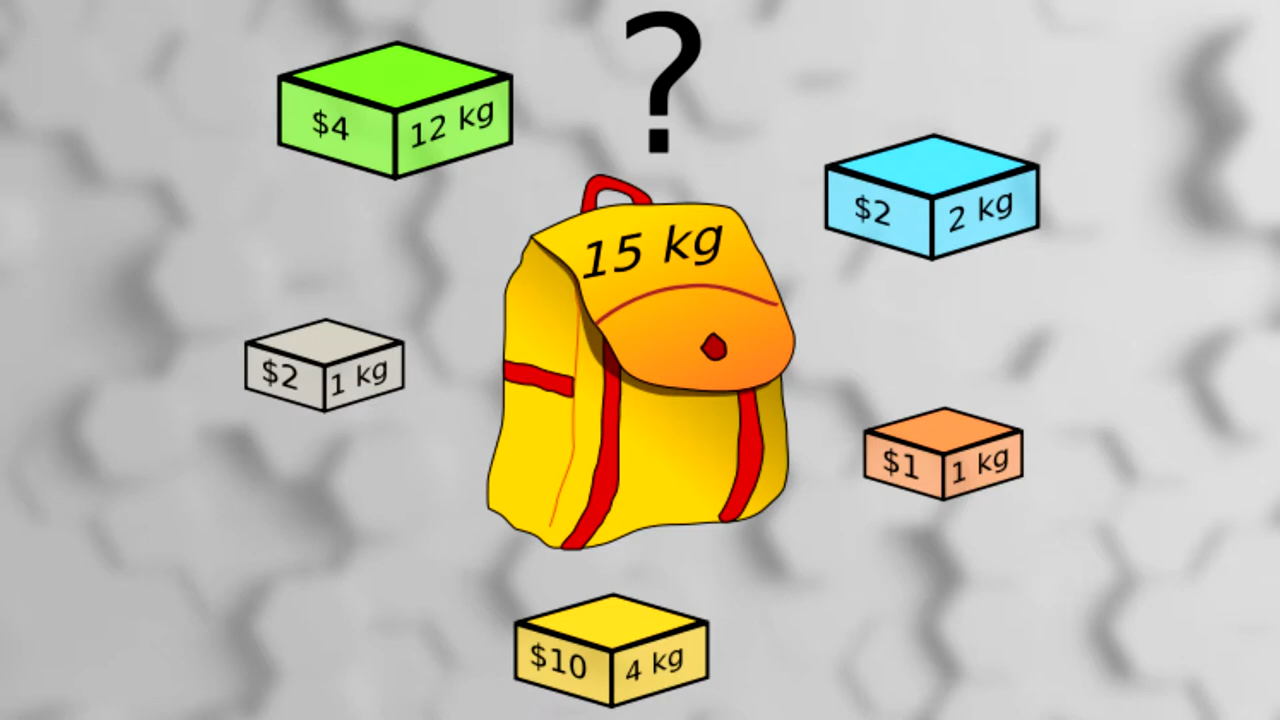 ?
$4 12 kg
$2 2 kg
15 kg
$2 1 kg
$1 1 kg
$10 4 kg